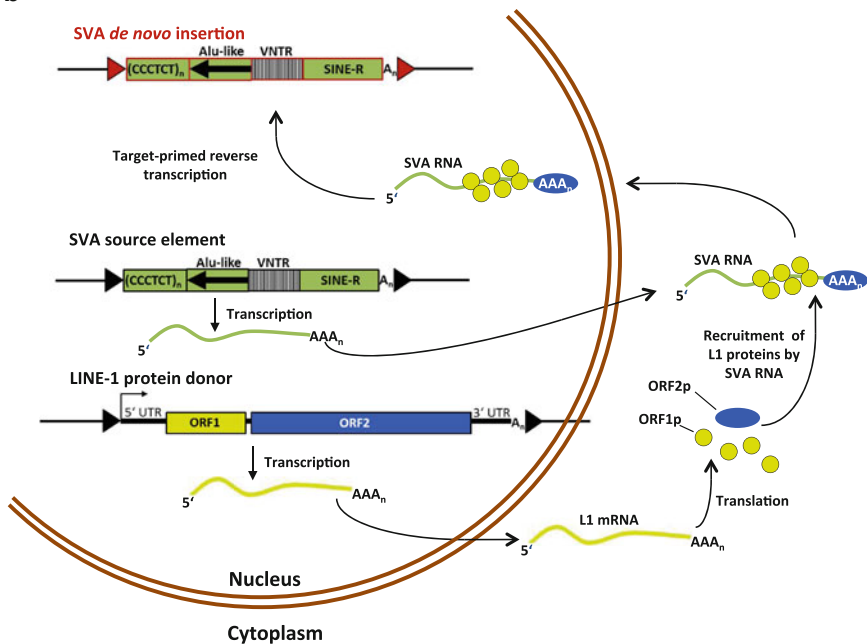 SVA de novo insertion
Alu-like VNTR
(CCCTCT)n SINE-R An
Target-primed reverse
transcription
SVA RNA
AAAn
5‘
SVA source element
Alu-like VNTR
(CCCTCT)n SINE-R An
Transcription
5‘ AAAn
SVA RNA
AAAn
5‘
Recruitment of
L1 proteins by
SVA RNA
LINE-1 protein donor
5´ UTR ORF1 ORF2 3´ UTR An
ORF2p
ORF1p
Transcription
5‘ AAAn
Translation
L1 mRNA
5‘ AAAn
Nucleus
Cytoplasm